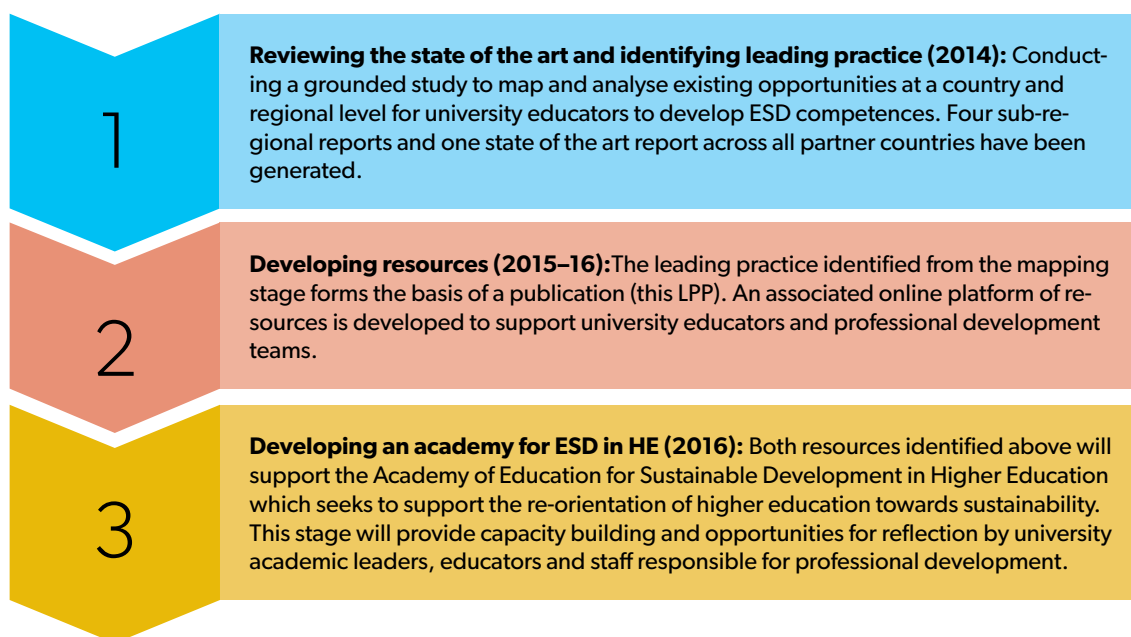 1
Reviewing the state of the art and identifying leading practice (2014): Conduct-
ing a grounded study to map and analyse existing opportunities at a country and
regional level for university educators to develop ESD competences. Four sub-re-
gional reports and one state of the art report across all partner countries have been
generated.
2
Developing resources (2015–16):The leading practice identified from the mapping
stage forms the basis of a publication (this LPP). An associated online platform of re-
sources is developed to support university educators and professional development
teams.
3
Developing an academy for ESD in HE (2016): Both resources identified above will
support the Academy of Education for Sustainable Development in Higher Education
which seeks to support the re-orientation of higher education towards sustainability.
This stage will provide capacity building and opportunities for reflection by university
academic leaders, educators and staff responsible for professional development.